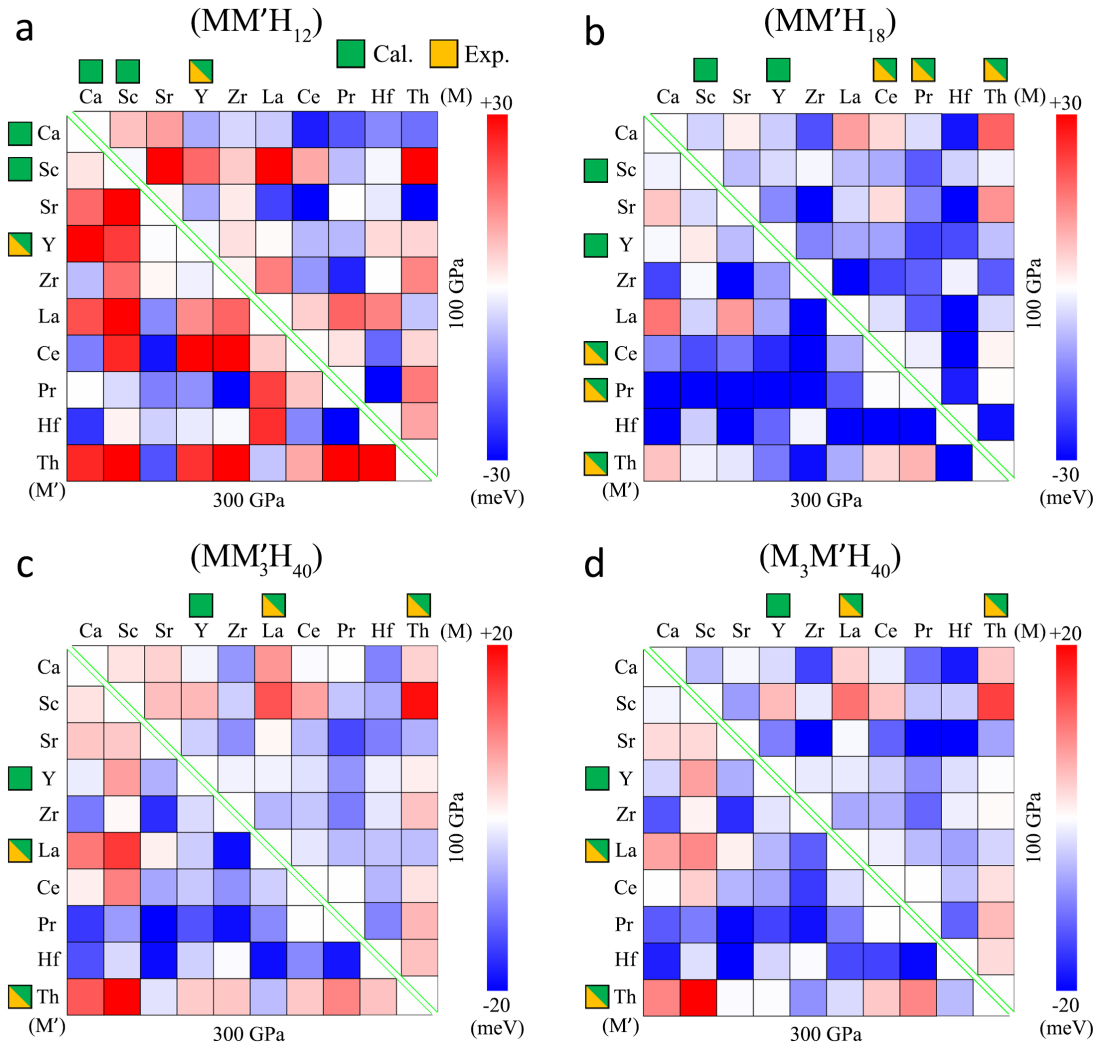 a (MM′H12)
Cal. Exp.
Ca Sc Sr Y Zr La Ce Pr Hf Th (M)
+30
Ca
Sc
Sr
Y
Zr
La
Ce
Pr
Hf
Th
(M′)
100 GPa
300 GPa
-30
(meV)
b (MM′H18)
Ca Sc Sr Y Zr La Ce Pr Hf Th (M)
+30
Ca
Sc
Sr
Y
Zr
La
Ce
Pr
Hf
Th
(M′)
100 GPa
300 GPa
-30
(meV)
c (MM′3H40)
Ca Sc Sr Y Zr La Ce Pr Hf Th (M)
+20
Ca
Sc
Sr
Y
Zr
La
Ce
Pr
Hf
Th
(M′)
100 GPa
300 GPa
-20
(meV)
d (M3M′H40)
Ca Sc Sr Y Zr La Ce Pr Hf Th (M)
+20
Ca
Sc
Sr
Y
Zr
La
Ce
Pr
Hf
Th
(M′)
100 GPa
300 GPa
-20
(meV)